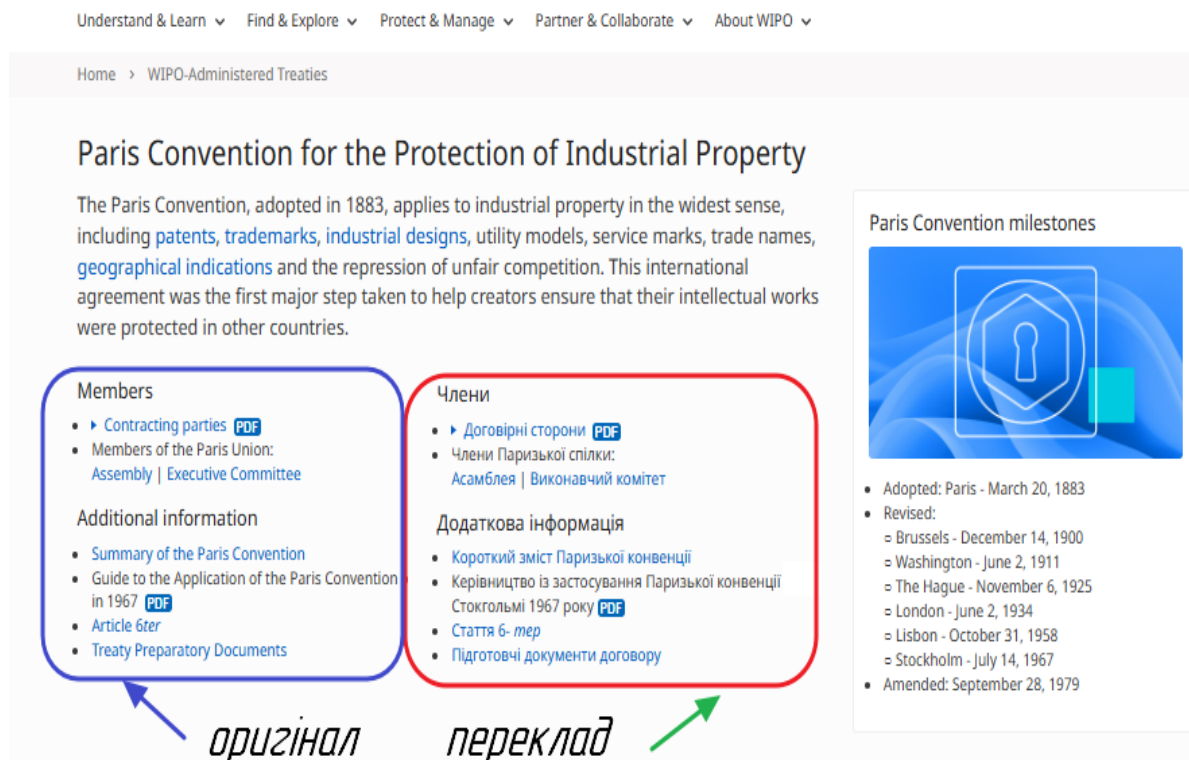 Understand & Learn Find & Explore Protect & Manage Partner & Collaborate About WIPO
Home > WIPO-Administered Treaties
Paris Convention for the Protection of Industrial Property
The Paris Convention, adopted in 1883, applies to industrial property in the widest sense,
including patents, trademarks, industrial designs, utility models, service marks, trade names,
geographical indications and the repression of unfair competition. This international
agreement was the first major step taken to help creators ensure that their intellectual works
were protected in other countries.
Members
• Contracting parties PDF
• Members of the Paris Union:
Assembly | Executive Committee
Additional information
• Summary of the Paris Convention
• Guide to the Application of the Paris Convention
in 1967 PDF
• Article 6ter
• Treaty Preparatory Documents
Члени
• Договірні сторони PDF
• Члени Паризької спілки:
Асамблея | Виконавчий комітет
Додаткова інформація
• Короткий зміст Паризької конвенції
• Керівництво із застосування Паризької конвенції
Стокгольмі 1967 року PDF
• Стаття 6- тер
• Підготовчі документи договору
оригінал
переклад
Paris Convention milestones
• Adopted: Paris - March 20, 1883
• Revised:
Brussels - December 14, 1900
Washington - June 2, 1911
The Hague - November 6, 1925
London - June 2, 1934
Lisbon - October 31, 1958
Stockholm - July 14, 1967
• Amended: September 28, 1979